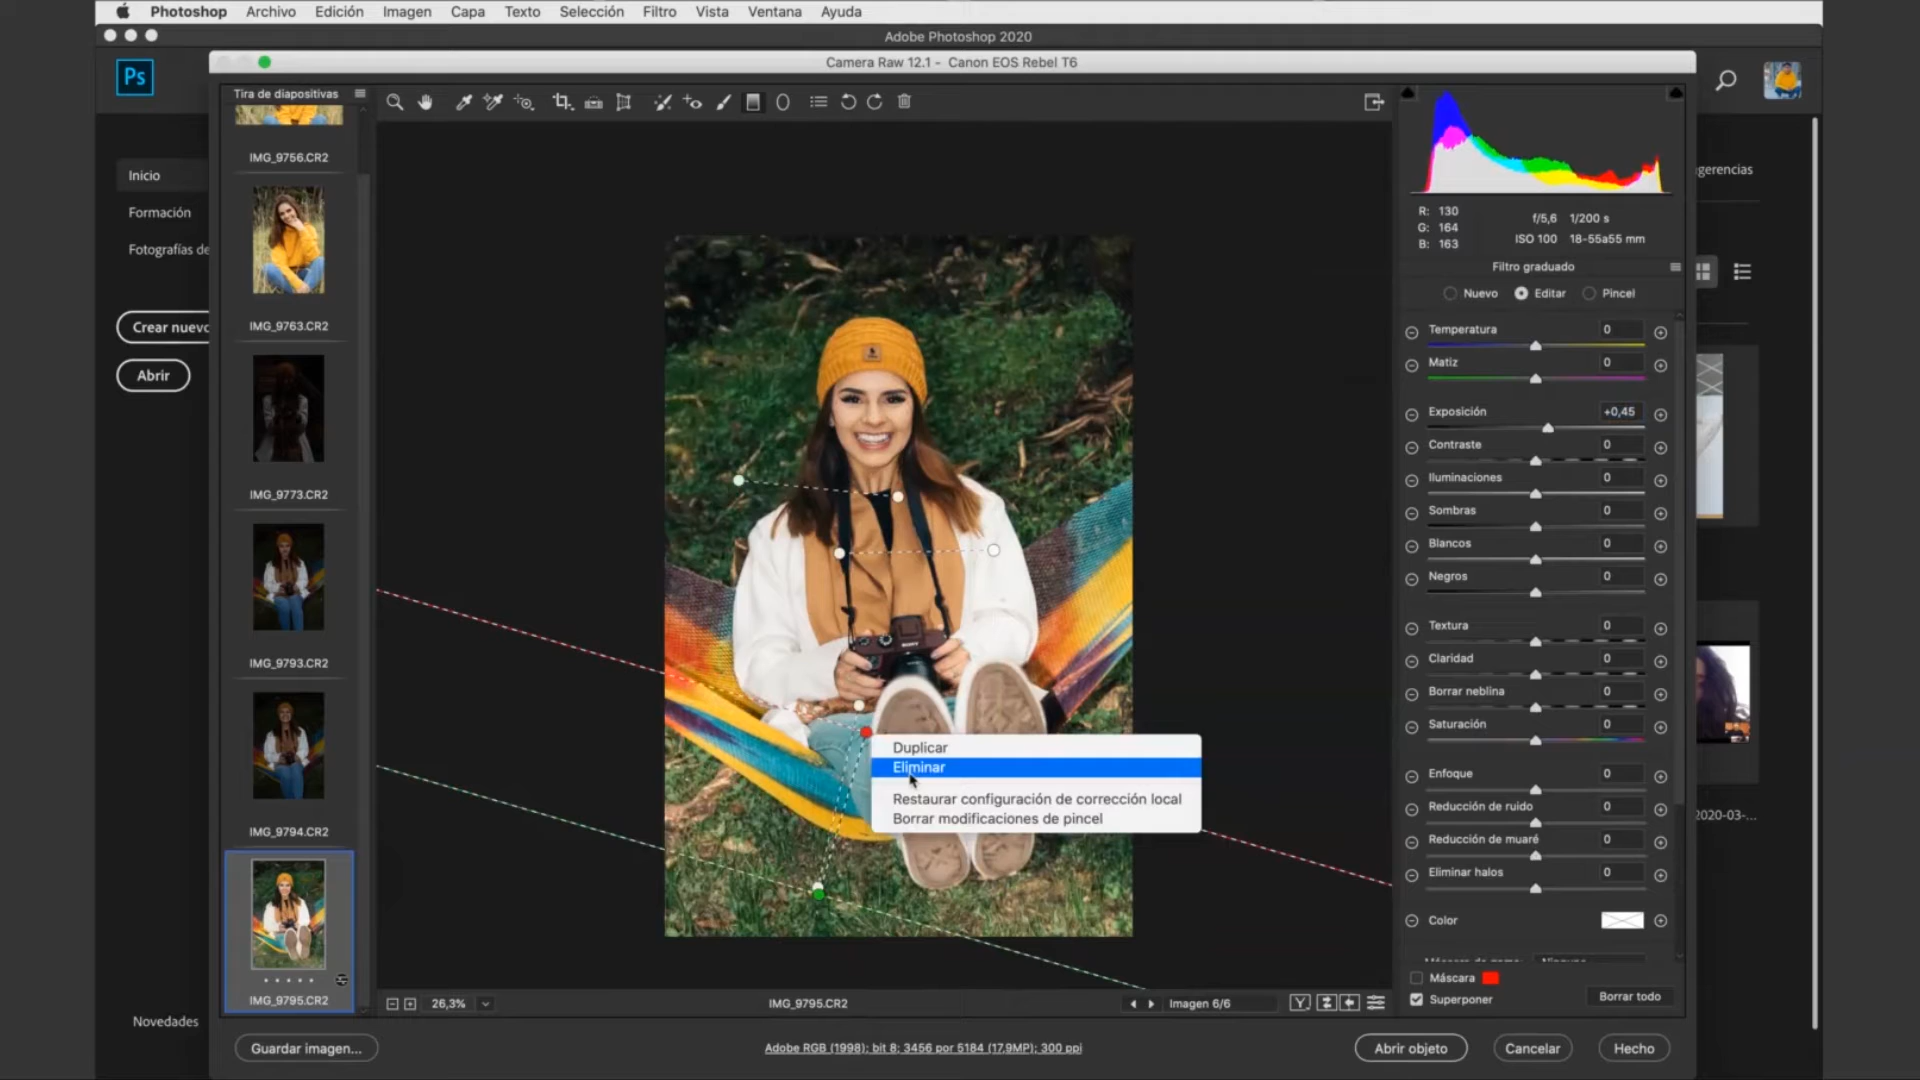 Photoshop Archivo Edición Imagen Capa Texto Selección Filtro Vista Ventana Ayuda
Adobe Photoshop 2020
Camera Raw 12.1 - Canon EOS Rebel T6
Ps
Tira de diapositivas
IMG_9756.CR2
IMG_9763.CR2
IMG_9773.CR2
IMG_9793.CR2
IMG_9794.CR2
IMG_9795.CR2
Inicio
Formación
Fotografías de
Crear nuevo
Abrir
Novedades
gerencias
2020-03-...
R: 130
G: 164
B: 163
f/5,6 1/200 s
ISO 100 18-55a55 mm
Filtro graduado
Nuevo Editar Pincel
Temperatura 0
Matiz 0
Exposición +0,45
Contraste 0
Iluminaciones 0
Sombras 0
Blancos 0
Negros 0
Textura 0
Claridad 0
Borrar neblina 0
Saturación 0
Enfoque 0
Reducción de ruido 0
Reducción de muaré 0
Eliminar halos 0
Color
Máscara
Superponer
Borrar todo
SONY
Duplicar
Eliminar
Restaurar configuración de corrección local
Borrar modificaciones de pincel
26,3%
IMG_9795.CR2
Imagen 6/6
Y
Guardar imagen...
Adobe RGB (1998); bit 8; 3456 por 5184 (17,9MP); 300 ppi
Abrir objeto
Cancelar
Hecho